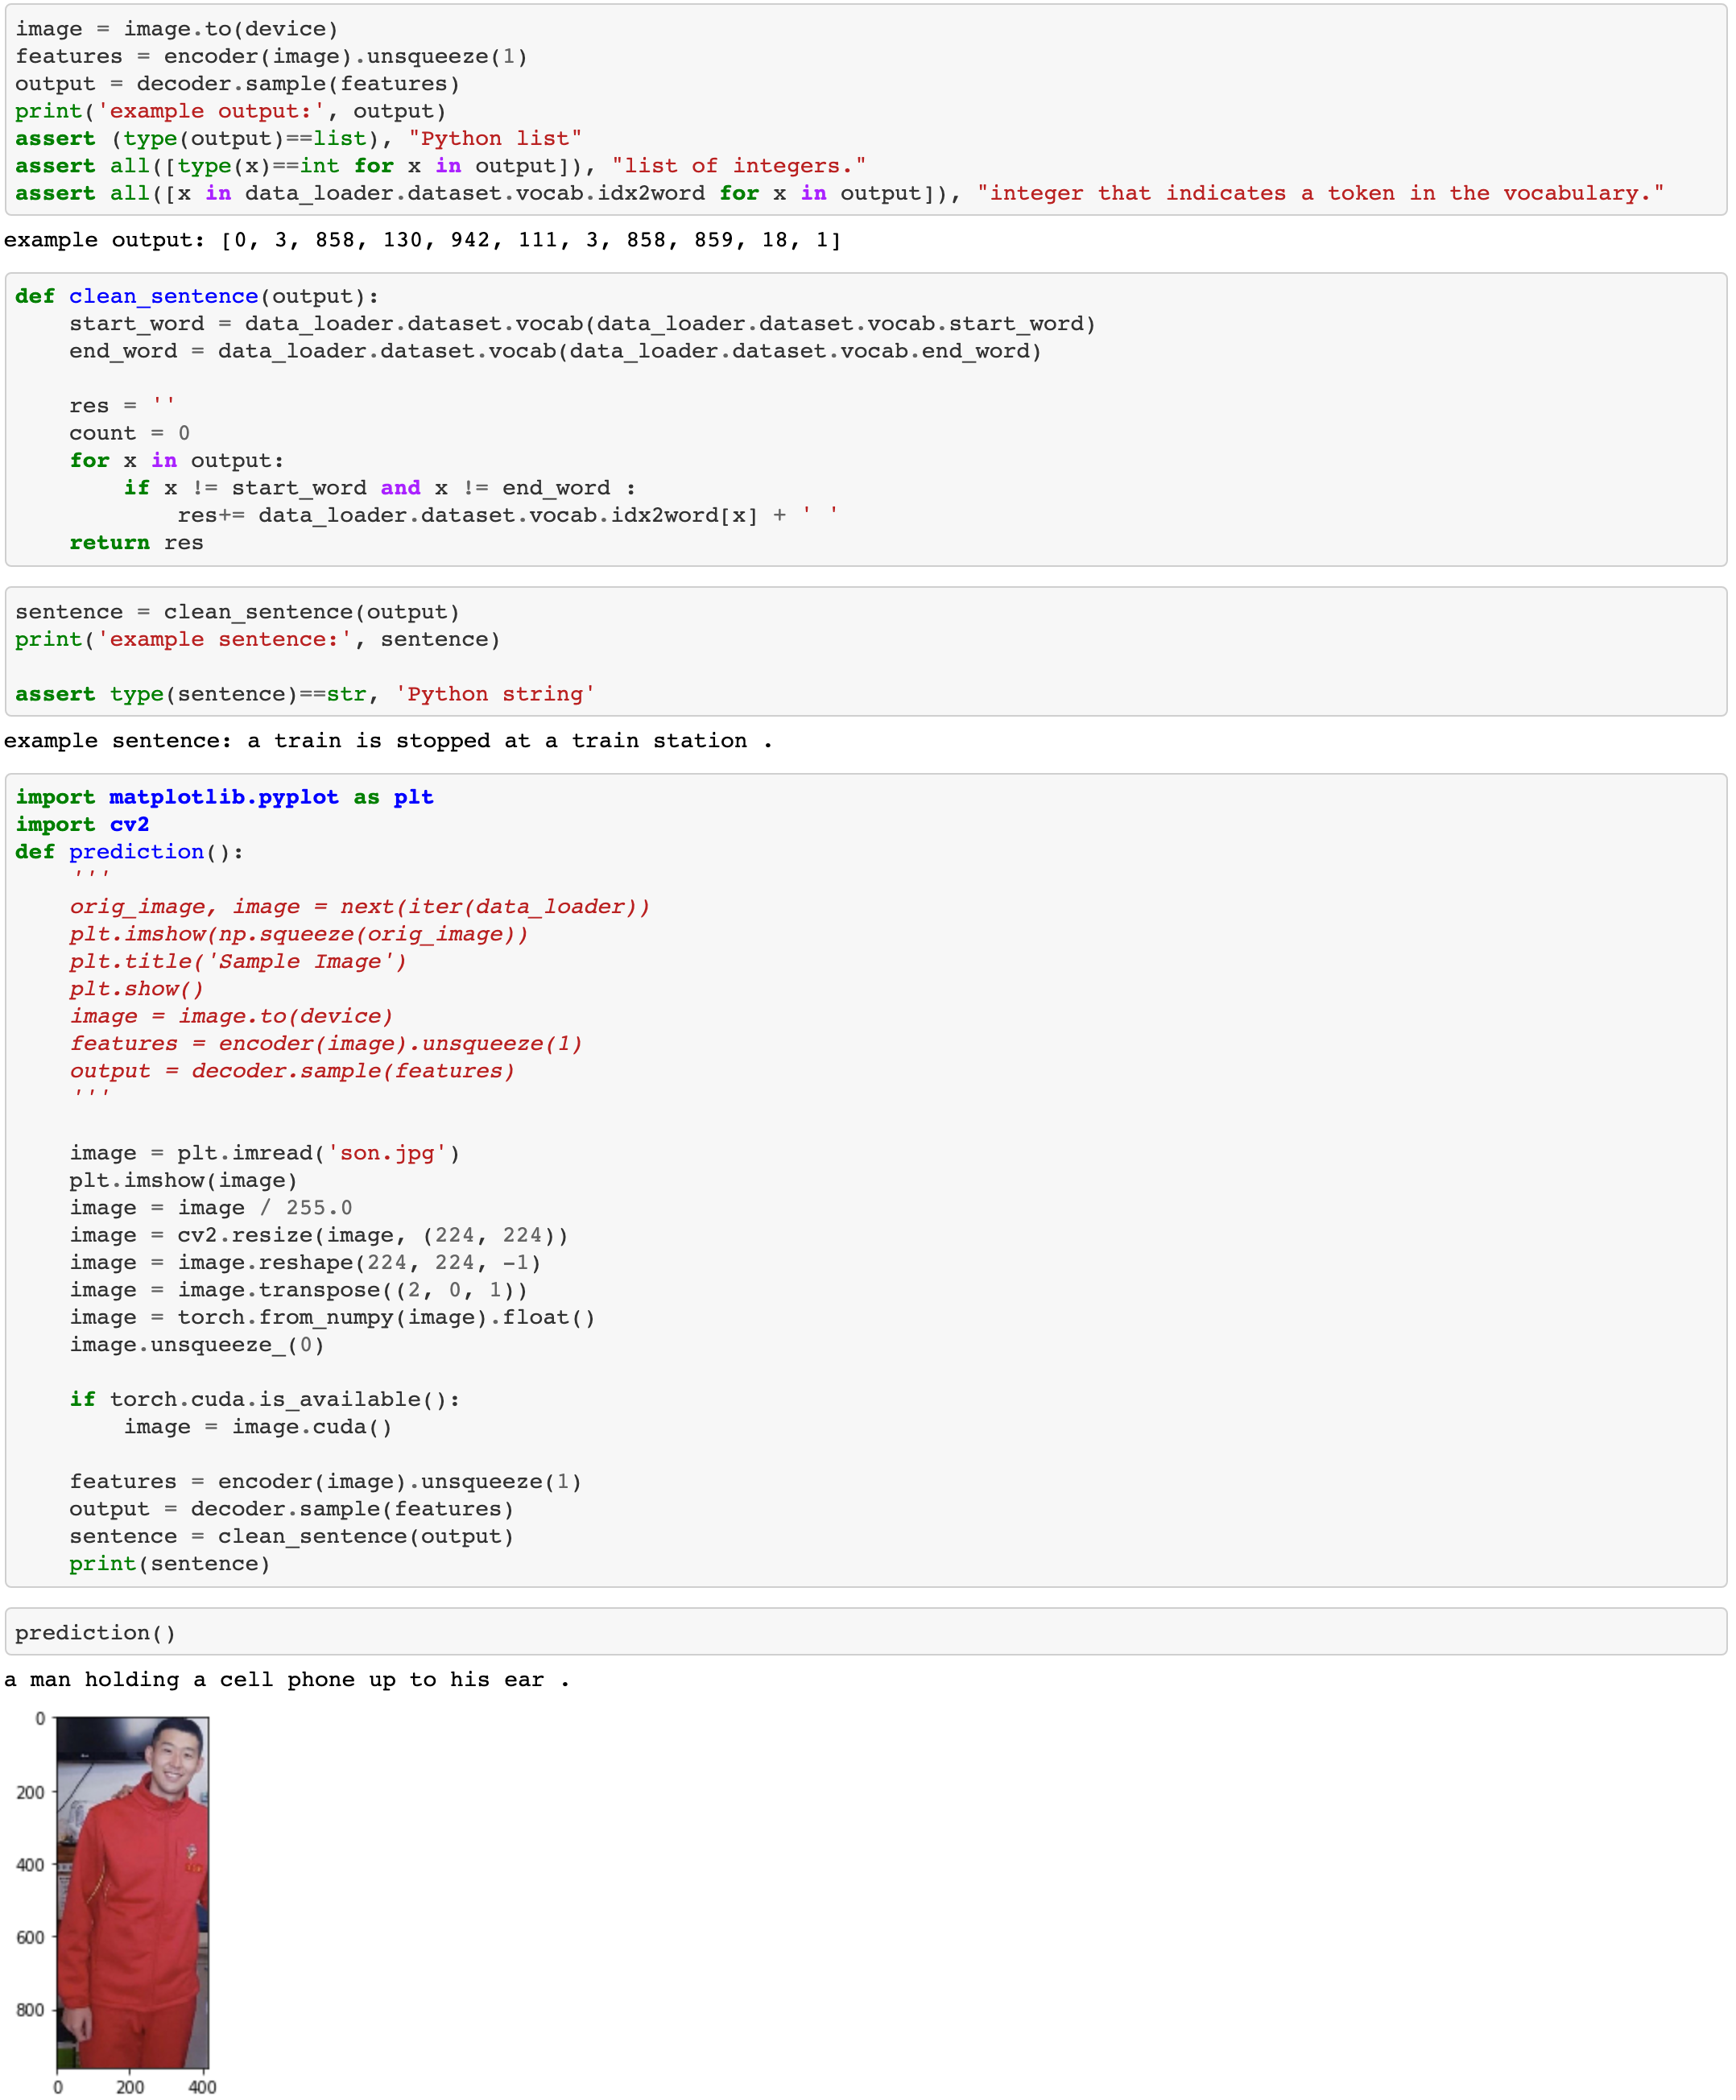 image = image.to(device)
features = encoder(image).unsqueeze(1)
output = decoder.sample(features)
print('example output:', output)
assert (type(output)==list), "Python list"
assert all([type(x)==int for x in output]), "list of integers."
assert all([x in data_loader.dataset.vocab.idx2word for x in output]), "integer that indicates a token in the vocabulary."
example output: [0, 3, 858, 130, 942, 111, 3, 858, 859, 18, 1]
def clean_sentence(output):
    start_word = data_loader.dataset.vocab(data_loader.dataset.vocab.start_word)
    end_word = data_loader.dataset.vocab(data_loader.dataset.vocab.end_word)
    res = ''
    count = 0
    for x in output:
        if x != start_word and x != end_word :
            res+= data_loader.dataset.vocab.idx2word[x] + ' '
    return res
sentence = clean_sentence(output)
print('example sentence:', sentence)
assert type(sentence)==str, 'Python string'
example sentence: a train is stopped at a train station .
import matplotlib.pyplot as plt
import cv2
def prediction():
    '''
    orig_image, image = next(iter(data_loader))
    plt.imshow(np.squeeze(orig_image))
    plt.title('Sample Image')
    plt.show()
    image = image.to(device)
    features = encoder(image).unsqueeze(1)
    output = decoder.sample(features)
    '''
    image = plt.imread('son.jpg')
    plt.imshow(image)
    image = image / 255.0
    image = cv2.resize(image, (224, 224))
    image = image.reshape(224, 224, -1)
    image = image.transpose((2, 0, 1))
    image = torch.from_numpy(image).float()
    image.unsqueeze_(0)
    if torch.cuda.is_available():
        image = image.cuda()
    features = encoder(image).unsqueeze(1)
    output = decoder.sample(features)
    sentence = clean_sentence(output)
    print(sentence)
prediction()
a man holding a cell phone up to his ear .
0
200
400
600
800
0 200 400